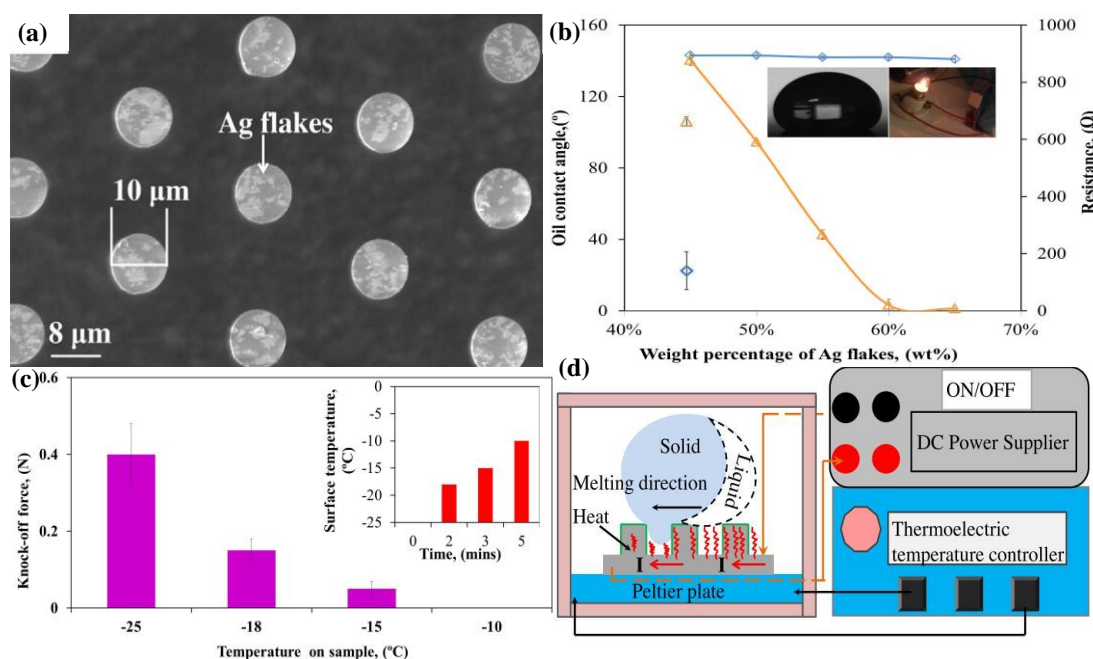 (a)
Ag flakes
10 μm
8 μm
(b)
Oil contact angle,(º)
160
120
80
40
0
Resistance, (Ω)
1000
800
600
400
200
0
40%
50%
60%
70%
Weight percentage of Ag flakes, (wt%)
(c)
Knock-off force, (N)
0.6
0.4
0.2
0
-25
-18
-15
-10
Temperature on sample, (ºC)
Surface temperature,
(ºC)
0
-5
-10
-15
-20
-25
0
2
3
5
Time, (mins)
(d)
Solid
Liquid
Melting direction
Heat
I
I
Peltier plate
ON/OFF
DC Power Supplier
Thermoelectric
temperature controller